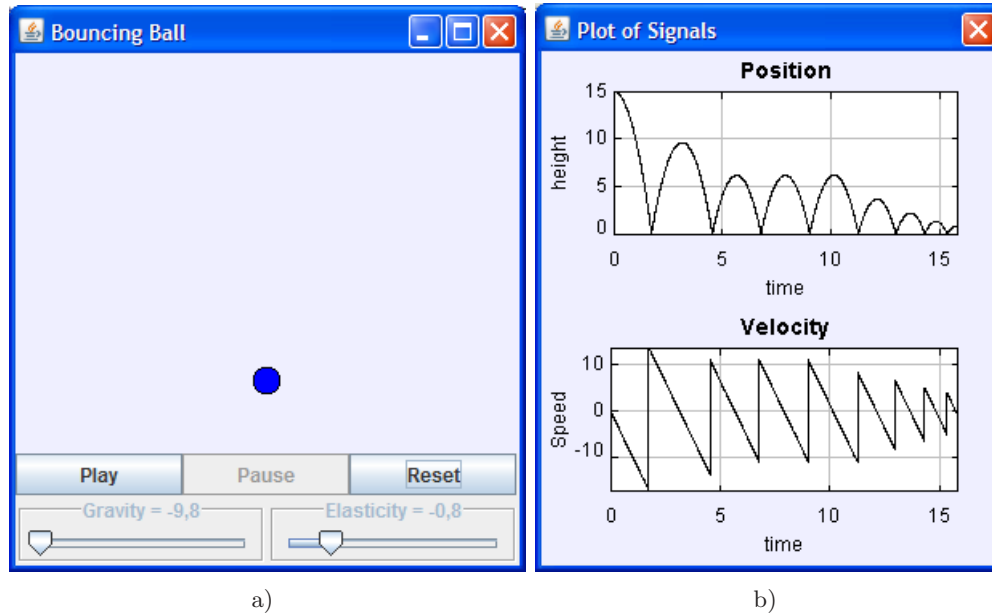 Bouncing Ball
Play
Pause
Reset
Gravity = -9,8
Elasticity = -0,8
a)
Plot of Signals
Position
15
10
5
0
height
0 5 10 15
time
Velocity
10
0
-10
Speed
0 5 10 15
time
b)